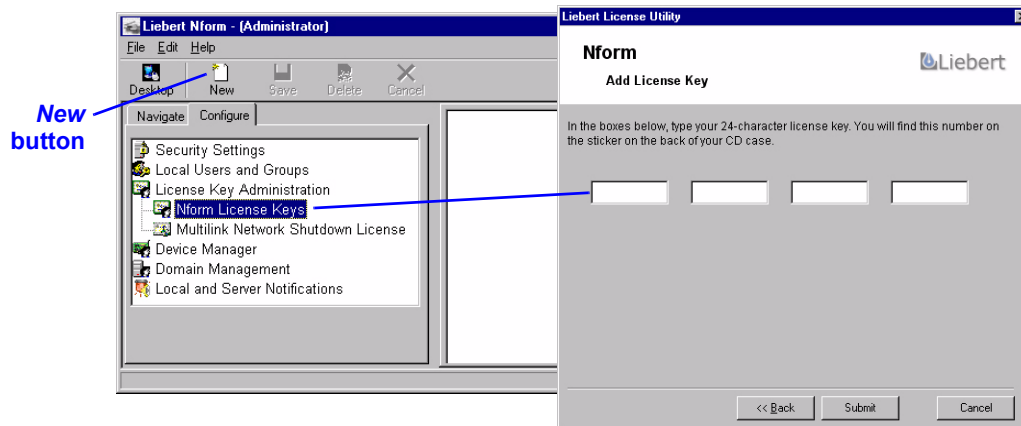 Liebert Nform - (Administrator)
File Edit Help
Desktop New Save Delete Cancel
New
button
Navigate Configure
Security Settings
Local Users and Groups
License Key Administration
Nform License Keys
Multilink Network Shutdown License
Device Manager
Domain Management
Local and Server Notifications
Liebert License Utility
Nform
Liebert
Add License Key
In the boxes below, type your 24-character license key. You will find this number on
the sticker on the back of your CD case.
<< Back Submit Cancel